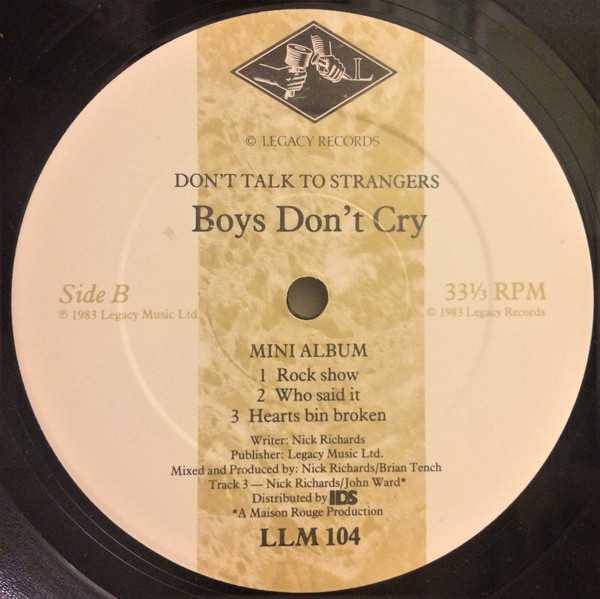 L
© LEGACY RECORDS
DON'T TALK TO STRANGERS
Boys Don't Cry
Side B
℗ 1983 Legacy Music Ltd.
33⅓ RPM
© 1983 Legacy Records
MINI ALBUM
1 Rock show
2 Who said it
3 Hearts bin broken
Writer: Nick Richards
Publisher: Legacy Music Ltd.
Mixed and Produced by: Nick Richards/Brian Tench
Track 3 — Nick Richards/John Ward*
Distributed by IDS
*A Maison Rouge Production
LLM 104